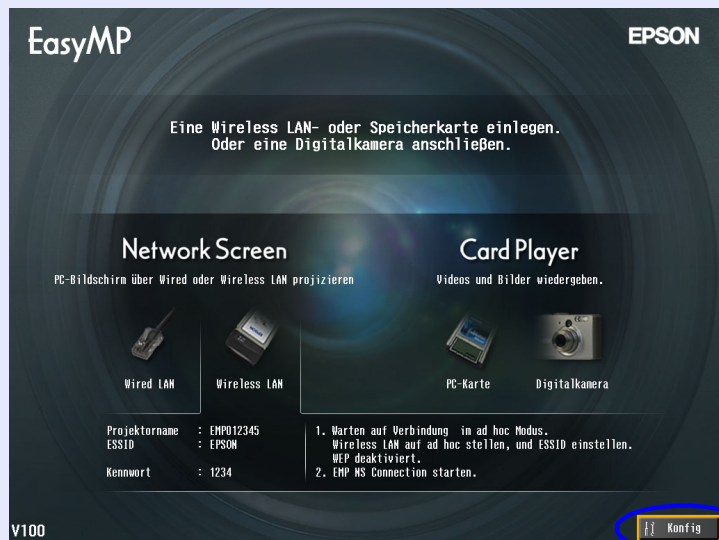 EasyMP
EPSON
Eine Wireless LAN- oder Speicherkarte einlegen.
Oder eine Digitalkamera anschließen.
Network Screen
PC-Bildschirm über Wired oder Wireless LAN projizieren
Card Player
Videos und Bilder wiedergeben.
Wired LAN
Wireless LAN
PC-Karte
Digitalkamera
Projektorname : EMP012345
ESSID : EPSON
Kennwort : 1234
1. Warten auf Verbindung im ad hoc Modus.
Wireless LAN auf ad hoc stellen, und ESSID einstellen.
WEP deaktiviert.
2. EMP NS Connection starten.
V100
Konfig